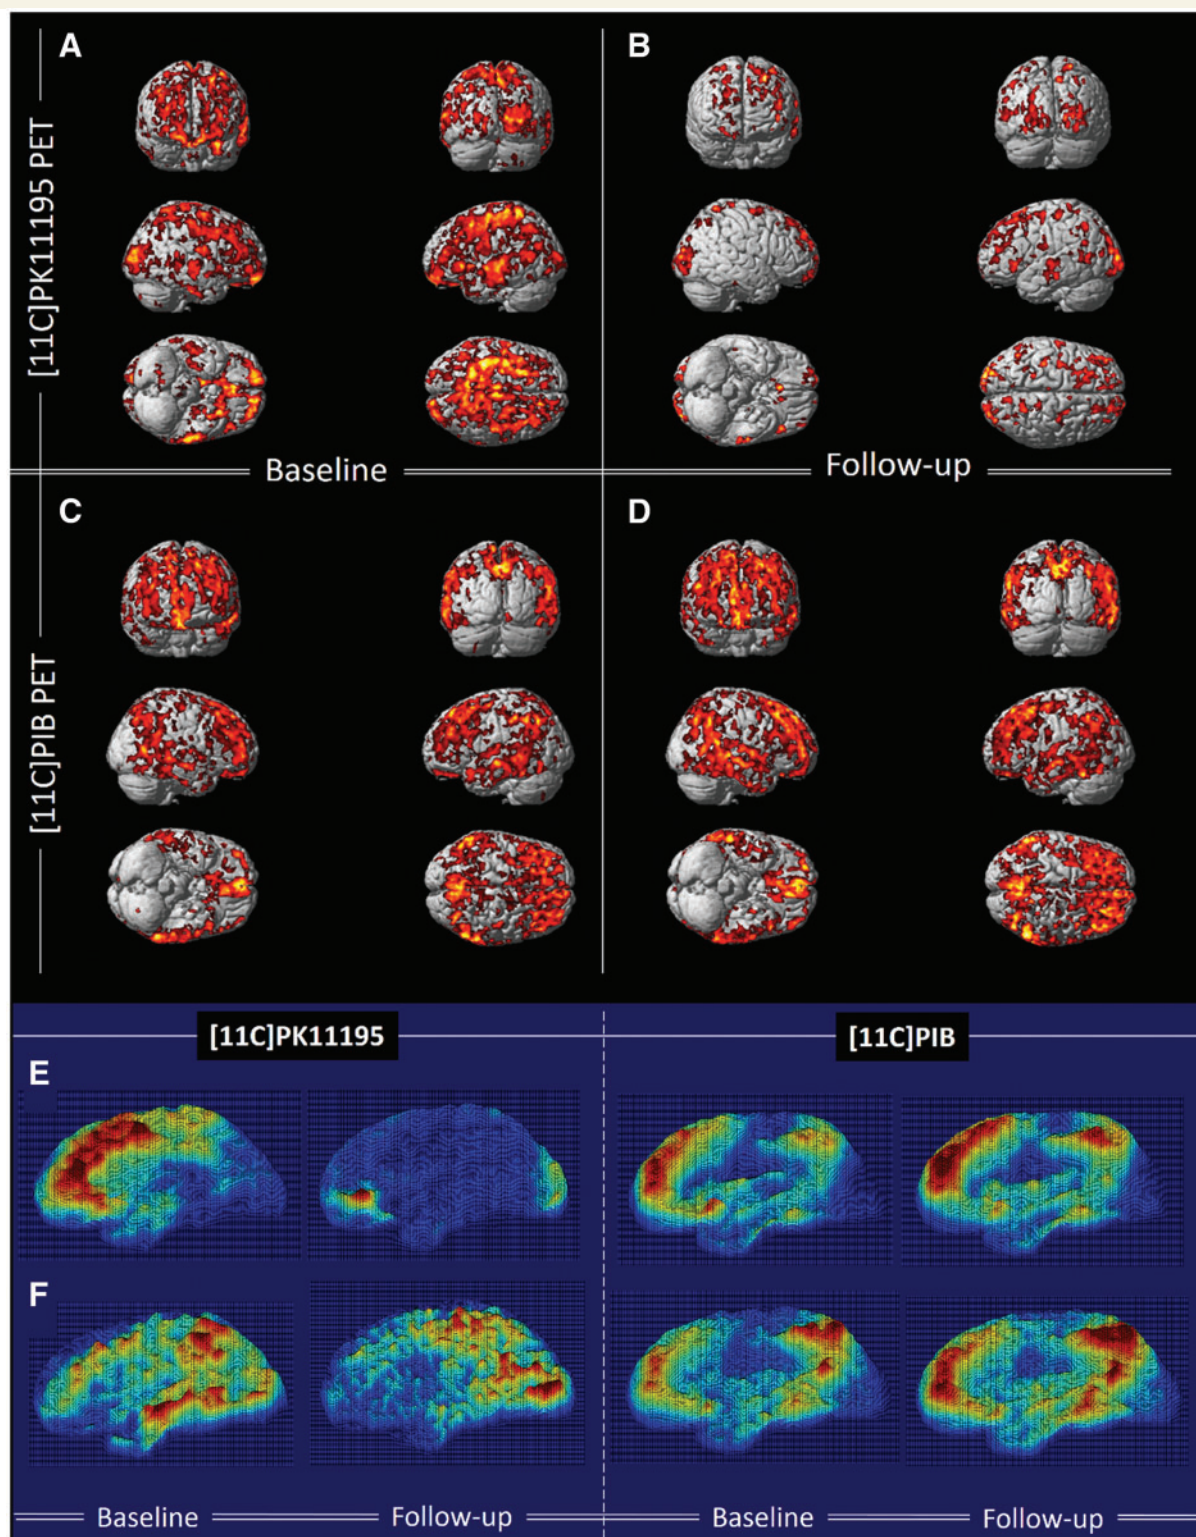 A
B
[11C]PK11195 PET
Baseline
Follow-up
C
D
[11C]PIB PET
[11C]PK11195
[11C]PIB
E
F
Baseline
Follow-up
Baseline
Follow-up